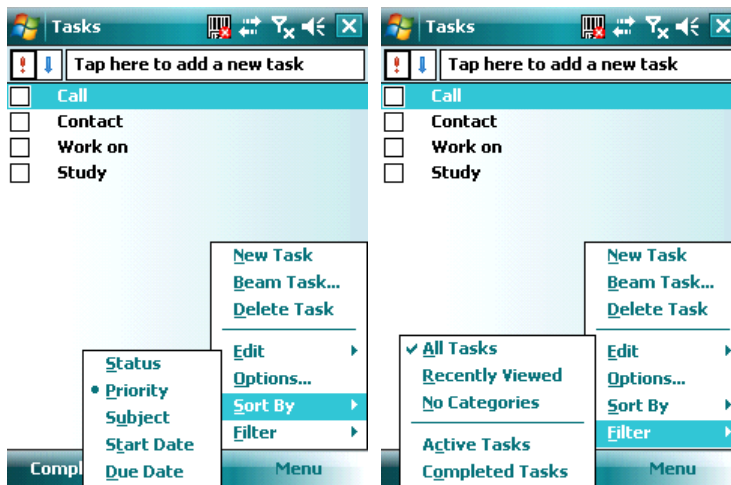 Tasks
Tap here to add a new task
Call
Contact
Work on
Study
New Task
Beam Task...
Delete Task
Edit
Options...
Sort By
Filter
Status
Priority
Subject
Start Date
Due Date
Compl
Menu
Tasks
Tap here to add a new task
Call
Contact
Work on
Study
New Task
Beam Task...
Delete Task
Edit
Options...
Sort By
Filter
All Tasks
Recently Viewed
No Categories
Active Tasks
Completed Tasks
Menu